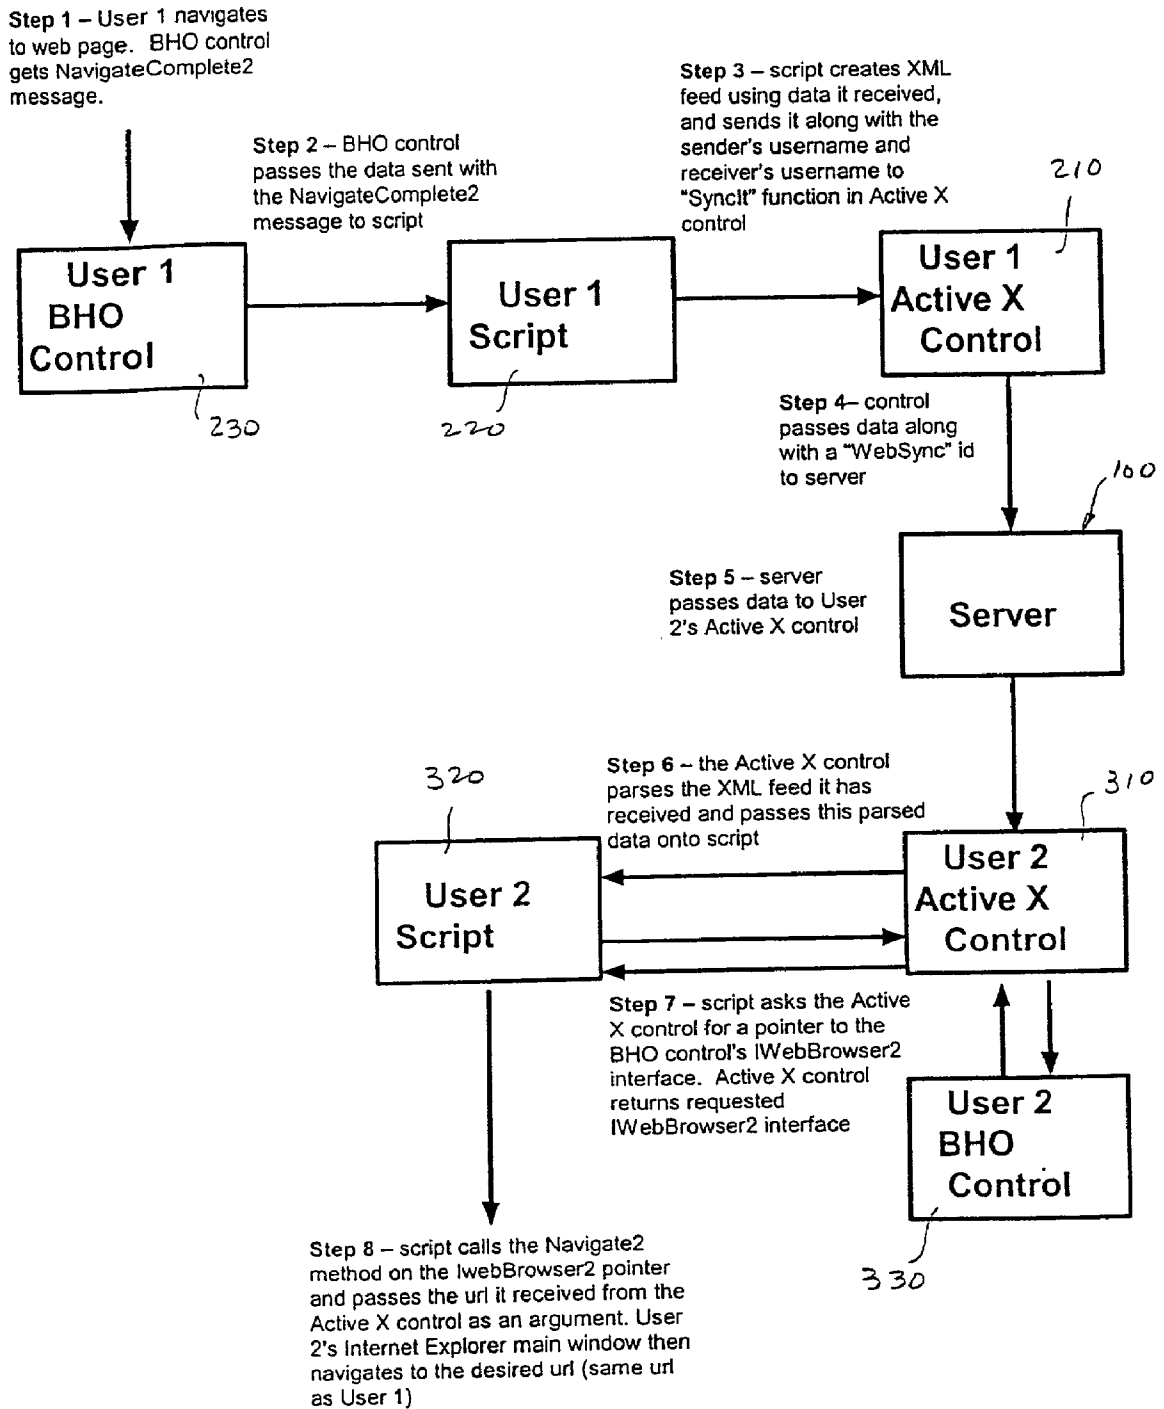 Step 1 – User 1 navigates
to web page. BHO control
gets NavigateComplete2
message.
Step 2 – BHO control
passes the data sent with
the NavigateComplete2
message to script
Step 3 – script creates XML
feed using data it received,
and sends it along with the
sender's username and
receiver's username to
"SyncIt" function in Active X
control
210
User 1
BHO
Control
230
User 1
Script
220
User 1
Active X
Control
Step 4– control
passes data along
with a "WebSync" id
to server
100
Step 5 – server
passes data to User
2's Active X control
Server
320
Step 6 – the Active X control
parses the XML feed it has
received and passes this parsed
data onto script
310
User 2
Script
User 2
Active X
Control
Step 7 – script asks the Active
X control for a pointer to the
BHO control's IWebBrowser2
interface. Active X control
returns requested
IWebBrowser2 interface
User 2
BHO
Control
330
Step 8 – script calls the Navigate2
method on the IwebBrowser2 pointer
and passes the url it received from the
Active X control as an argument. User
2's Internet Explorer main window then
navigates to the desired url (same url
as User 1)